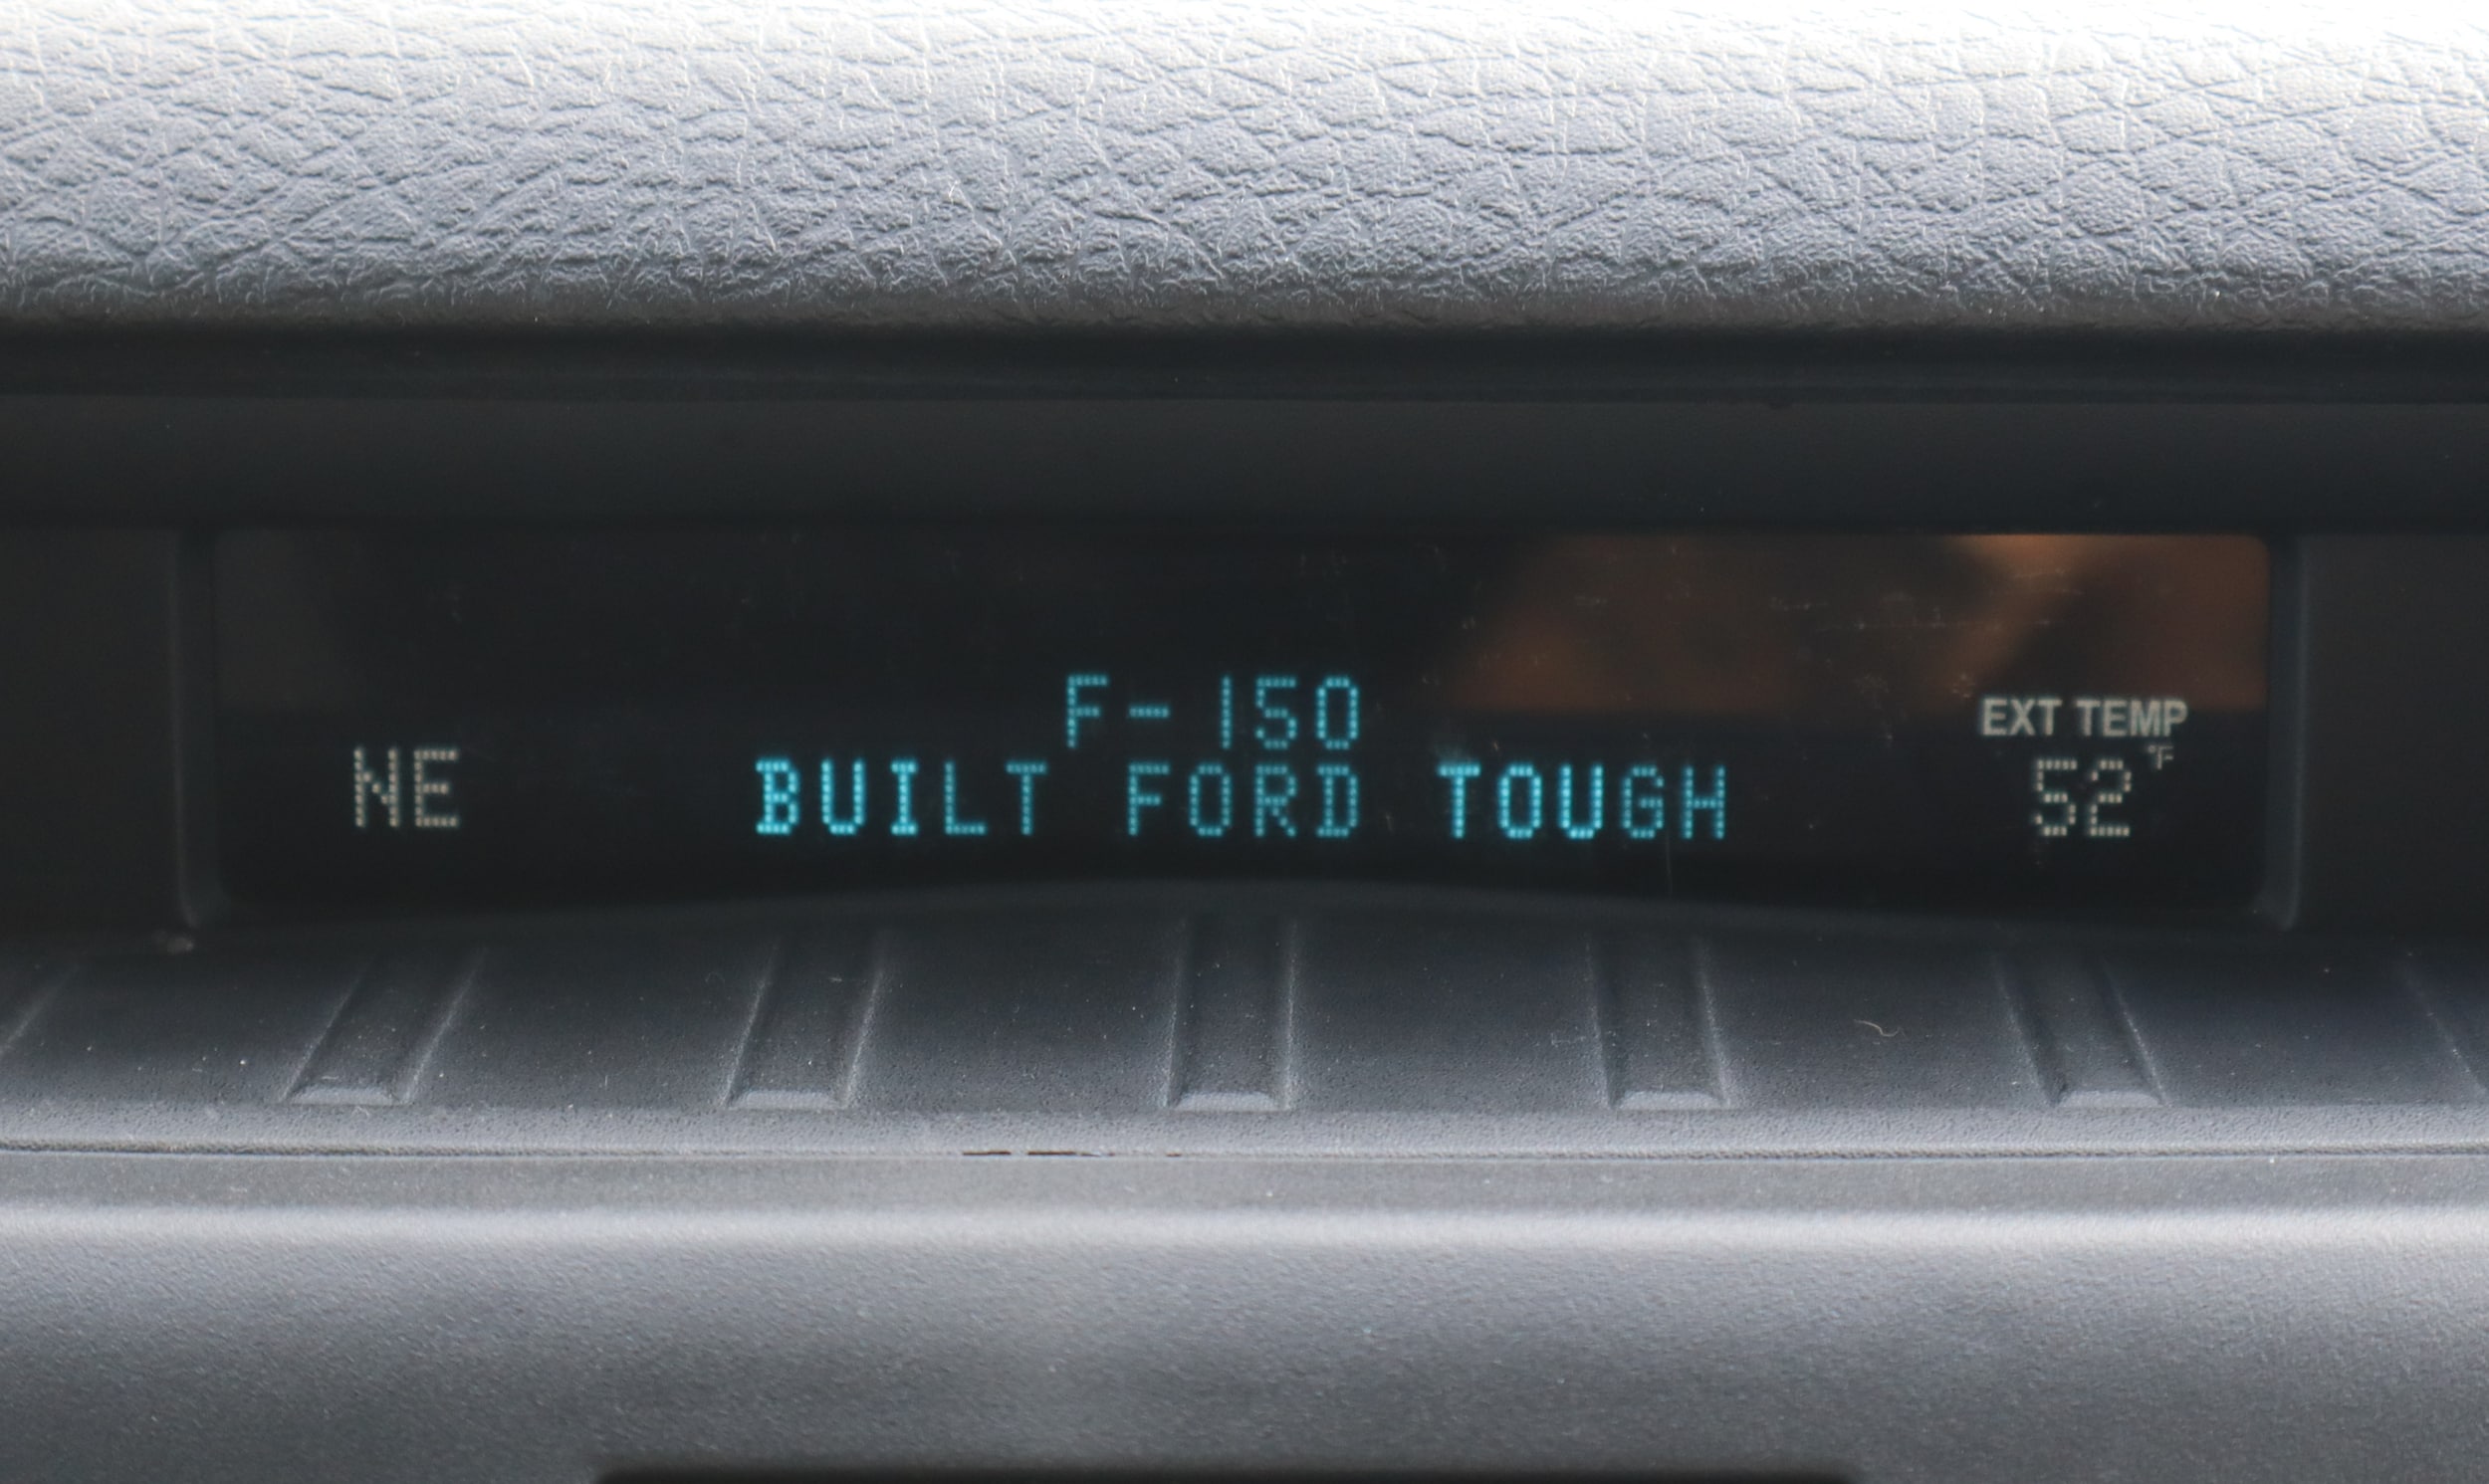 F-150
NE BUILT FORD TOUGH
EXT TEMP
52°F